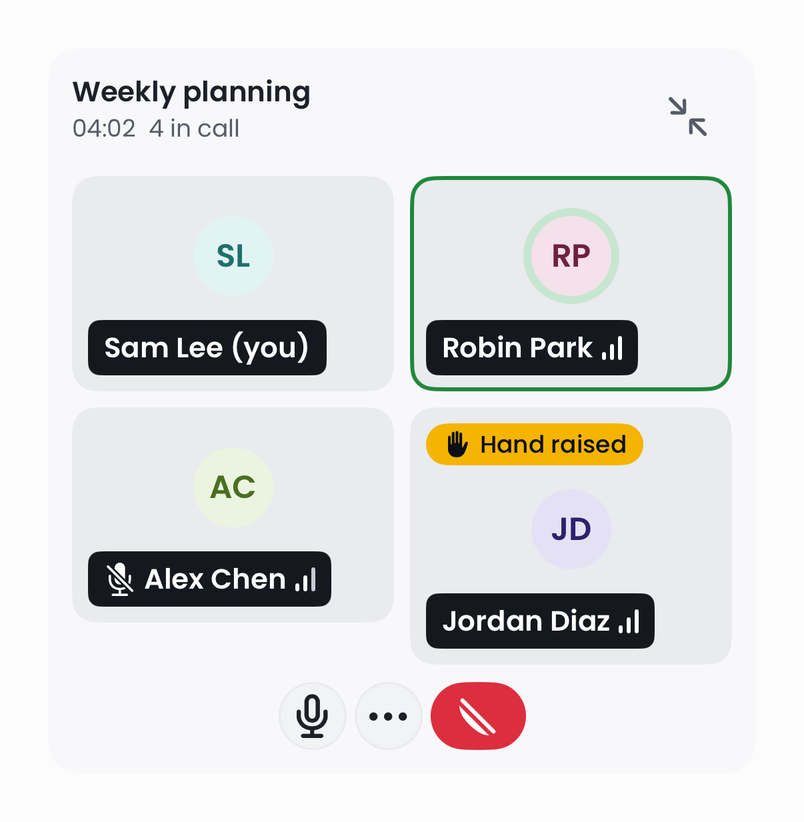 Weekly planning
04:02 4 in call
SL
Sam Lee (you)
RP
Robin Park
AC
Alex Chen
Hand raised
JD
Jordan Diaz